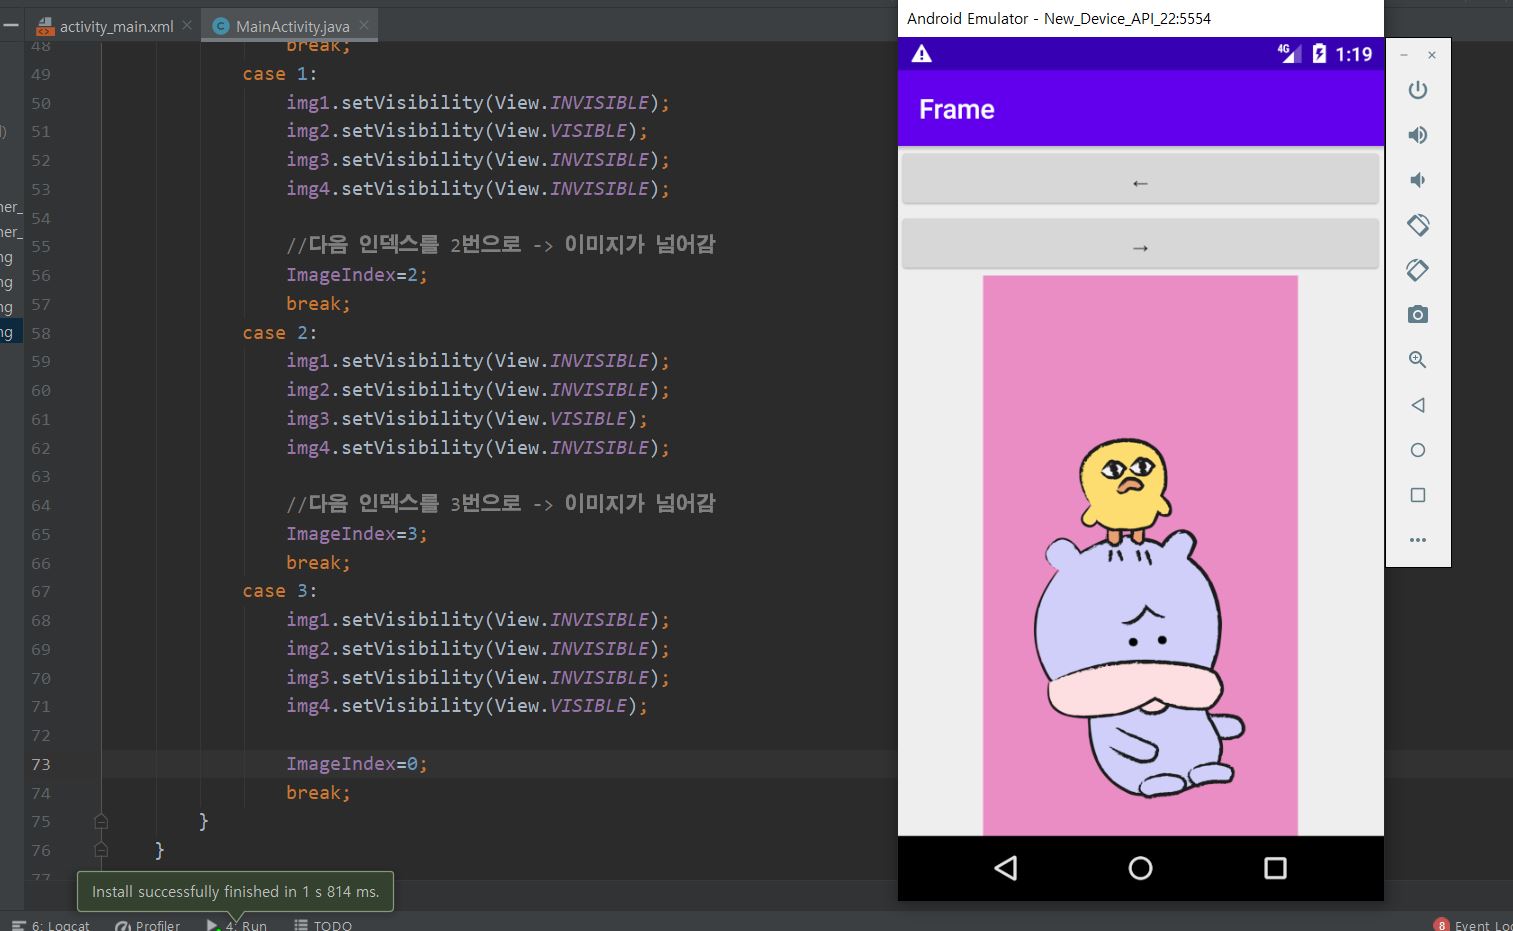 activity_main.xml
MainActivity.java
48 break;
49 case 1:
50 img1.setVisibility(View.INVISIBLE);
51 img2.setVisibility(View.VISIBLE);
52 img3.setVisibility(View.INVISIBLE);
53 img4.setVisibility(View.INVISIBLE);
54
55 //다음 인덱스를 2번으로 -> 이미지가 넘어감
56 ImageIndex=2;
57 break;
58 case 2:
59 img1.setVisibility(View.INVISIBLE);
60 img2.setVisibility(View.INVISIBLE);
61 img3.setVisibility(View.VISIBLE);
62 img4.setVisibility(View.INVISIBLE);
63
64 //다음 인덱스를 3번으로 -> 이미지가 넘어감
65 ImageIndex=3;
66 break;
67 case 3:
68 img1.setVisibility(View.INVISIBLE);
69 img2.setVisibility(View.INVISIBLE);
70 img3.setVisibility(View.INVISIBLE);
71 img4.setVisibility(View.VISIBLE);
72
73 ImageIndex=0;
74 break;
75 }
76 }
77
Install successfully finished in 1 s 814 ms.
6: Logcat Profiler 4: Run TODO
8 Event Lo
Android Emulator - New_Device_API_22:5554
4G 1:19
Frame
←
→